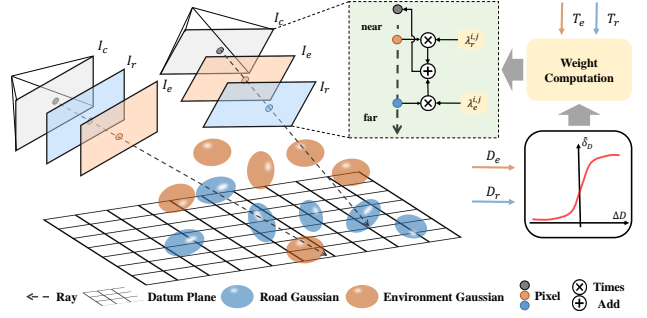 I_c
I_r
I_e
I_c
I_e
I_r
near
far
λ_r^{i,j}
λ_e^{i,j}
T_e
T_r
Weight
Computation
D_e
D_r
δ_D
ΔD
Ray
Datum Plane
Road Gaussian
Environment Gaussian
Pixel
Times
Add